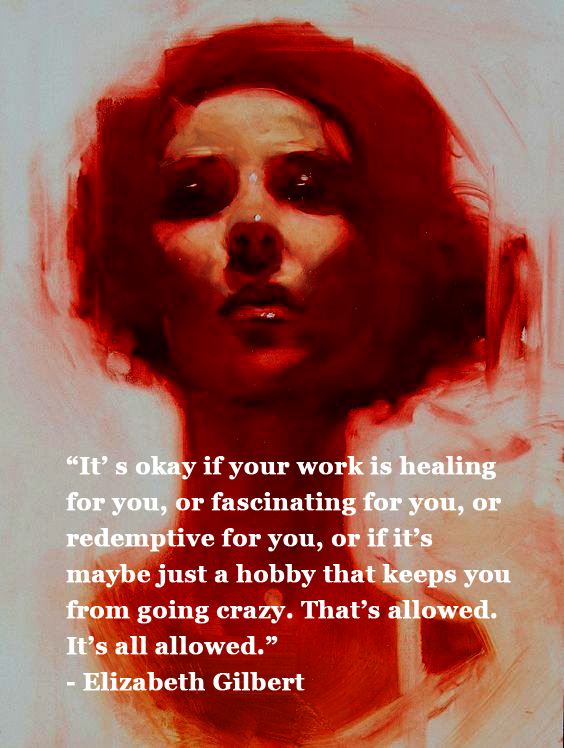 “It’ s okay if your work is healing
for you, or fascinating for you, or
redemptive for you, or if it’s
maybe just a hobby that keeps you
from going crazy. That’s allowed.
It’s all allowed.”
- Elizabeth Gilbert